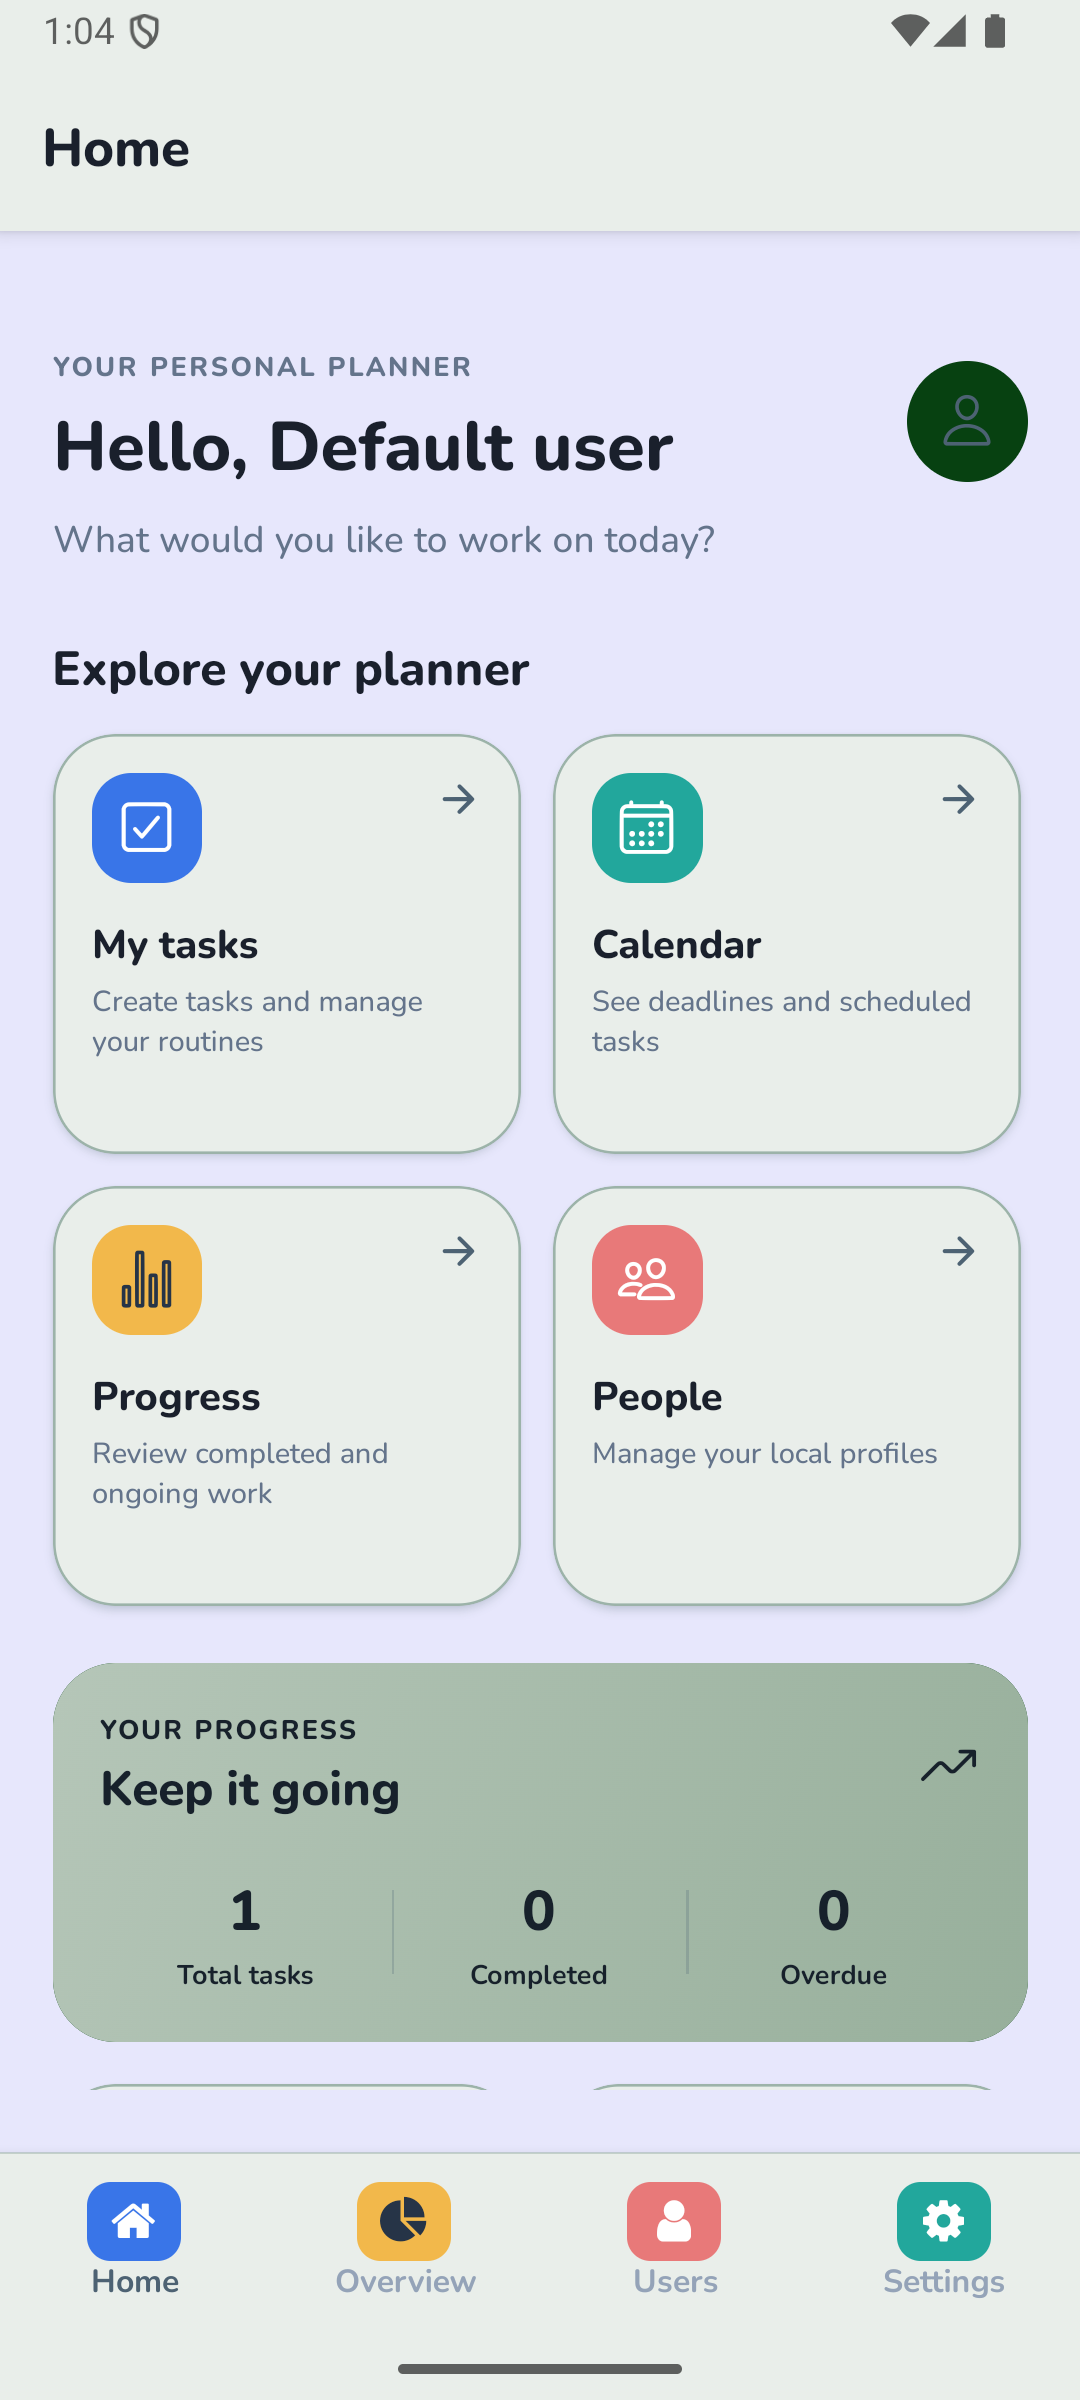 1:04
Home
YOUR PERSONAL PLANNER
Hello, Default user
What would you like to work on today?
Explore your planner
My tasks
Create tasks and manage
your routines
Calendar
See deadlines and scheduled
tasks
Progress
Review completed and
ongoing work
People
Manage your local profiles
YOUR PROGRESS
Keep it going
1
Total tasks
0
Completed
0
Overdue
Home
Overview
Users
Settings